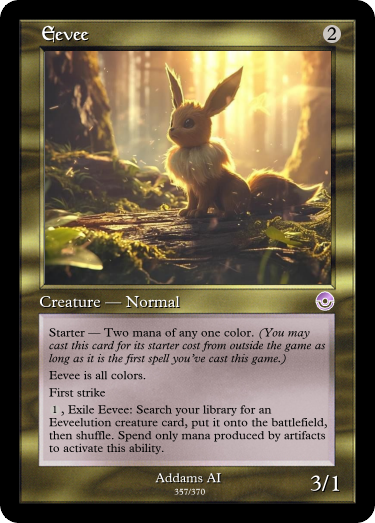 Eevee 2
Creature — Normal
Starter — Two mana of any one color. (You may
cast this card for its starter cost from outside the game as
long as it is the first spell you've cast this game.)
Eevee is all colors.
First strike
1 , Exile Eevee: Search your library for an
Eeveelution creature card, put it onto the battlefield,
then shuffle. Spend only mana produced by artifacts
to activate this ability.
Addams AI
357/370
3/1